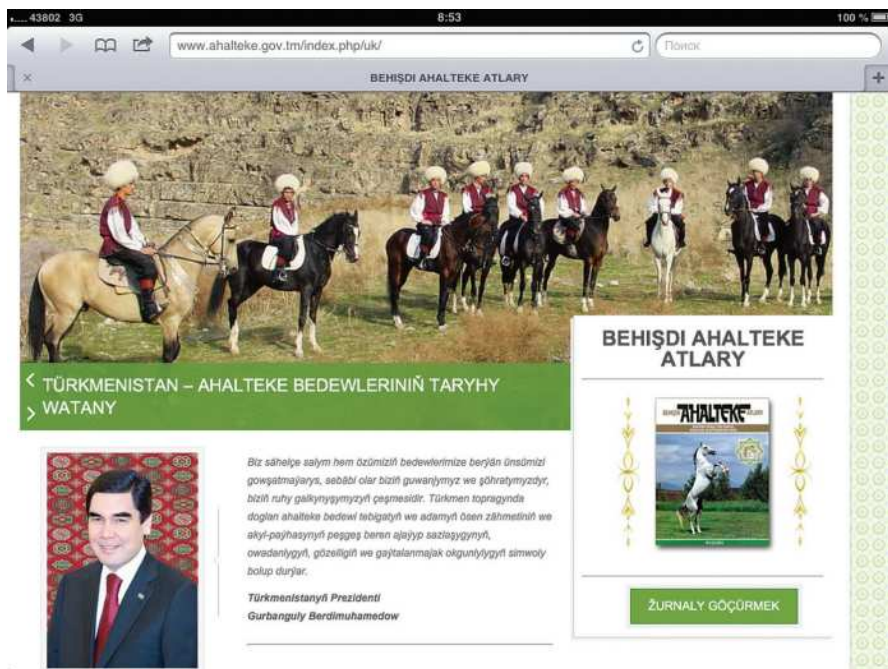 43802 3G 8:53 100 %
www.ahalteke.gov.tm/index.php/uk/
Поиск
BEHIŞDI AHALTEKE ATLARY
TÜRKMENISTAN – AHALTEKE BEDEWLERINIŇ TARYHY
WATANY
Biz sähelçe salym hem özümiziň bedewlerimize berýän ünsümizi
gowşatmaýarys, sebäbi olar biziň guwanjymyz we şöhratymyzdyr,
biziň ruhy galkynyşymyzyň çeşmesidir. Türkmen topragynda
doglan ahalteke bedewi tebigatyň we adamyň ösen zähmetiniň we
akyl-paýhasynyň peşgeş beren ajaýyp sazlaşygynyň,
owadanlygyň, gözelligiň we gaýtalanmajak okgunlylygyň simwoly
bolup durýar.
Türkmenistanyň Prezidenti
Gurbanguly Berdimuhamedow
BEHIŞDI AHALTEKE
ATLARY
AHALTEKE
ŽURNALY GÖÇÜRMEK